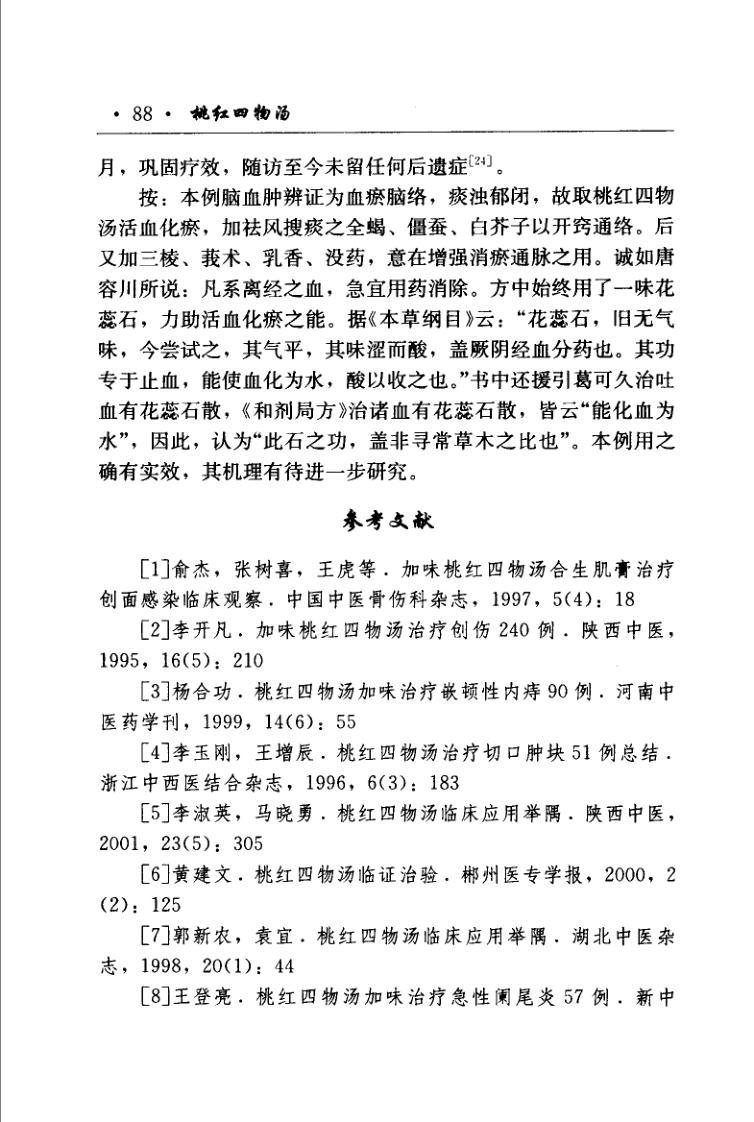 · 88 · 桃红四物汤
月，巩固疗效，随访至今未留任何后遗症[24]。
按：本例脑血肿辨证为血瘀脑络，痰浊郁闭，故取桃红四物
汤活血化瘀，加祛风搜痰之全蝎、僵蚕、白芥子以开窍通络。后
又加三棱、莪术、乳香、没药，意在增强消瘀通脉之用。诚如唐
容川所说：凡系离经之血，急宜用药消除。方中始终用了一味花
蕊石，力助活血化瘀之能。据《本草纲目》云：“花蕊石，旧无气
味，今尝试之，其气平，其味涩而酸，盖厥阴经血分药也。其功
专于止血，能使血化为水，酸以收之也。”书中还援引葛可久治吐
血有花蕊石散，《和剂局方》治诸血有花蕊石散，皆云“能化血为
水”，因此，认为“此石之功，盖非寻常草木之比也”。本例用之
确有实效，其机理有待进一步研究。
参考文献
[1]俞杰，张树喜，王虎等．加味桃红四物汤合生肌膏治疗
创面感染临床观察．中国中医骨伤科杂志，1997，5(4)：18
[2]李开凡．加味桃红四物汤治疗创伤 240 例．陕西中医，
1995，16(5)：210
[3]杨合功．桃红四物汤加味治疗嵌顿性内痔 90 例．河南中
医药学刊，1999，14(6)：55
[4]李玉刚，王增辰．桃红四物汤治疗切口肿块 51 例总结．
浙江中西医结合杂志，1996，6(3)：183
[5]李淑英，马晓勇．桃红四物汤临床应用举隅．陕西中医，
2001，23(5)：305
[6]黄建文．桃红四物汤临证治验．郴州医专学报，2000，2
(2)：125
[7]郭新农，袁宜．桃红四物汤临床应用举隅．湖北中医杂
志，1998，20(1)：44
[8]王登亮．桃红四物汤加味治疗急性阑尾炎 57 例．新中